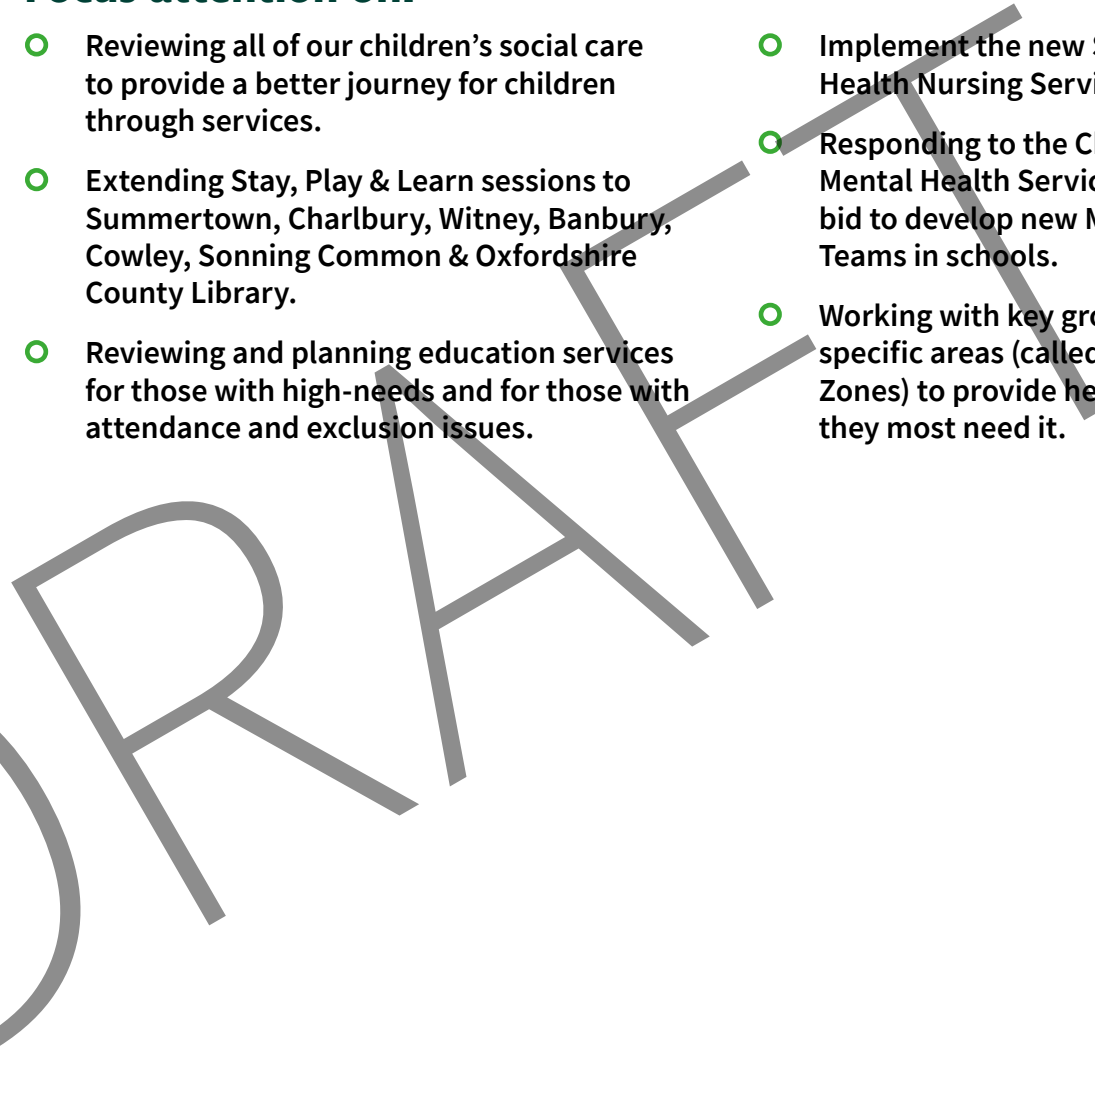 Focus attention on:
Reviewing all of our children’s social care
to provide a better journey for children
through services.
Extending Stay, Play & Learn sessions to
Summertown, Charlbury, Witney, Banbury,
Cowley, Sonning Common & Oxfordshire
County Library.
Reviewing and planning education services
for those with high-needs and for those with
attendance and exclusion issues.
Implement the new
Health Nursing
Responding to the
Mental Health
bid to develop new
Teams in schools.
Working with key
specific areas (called
Zones) to provide
they most need it.
DRAFT